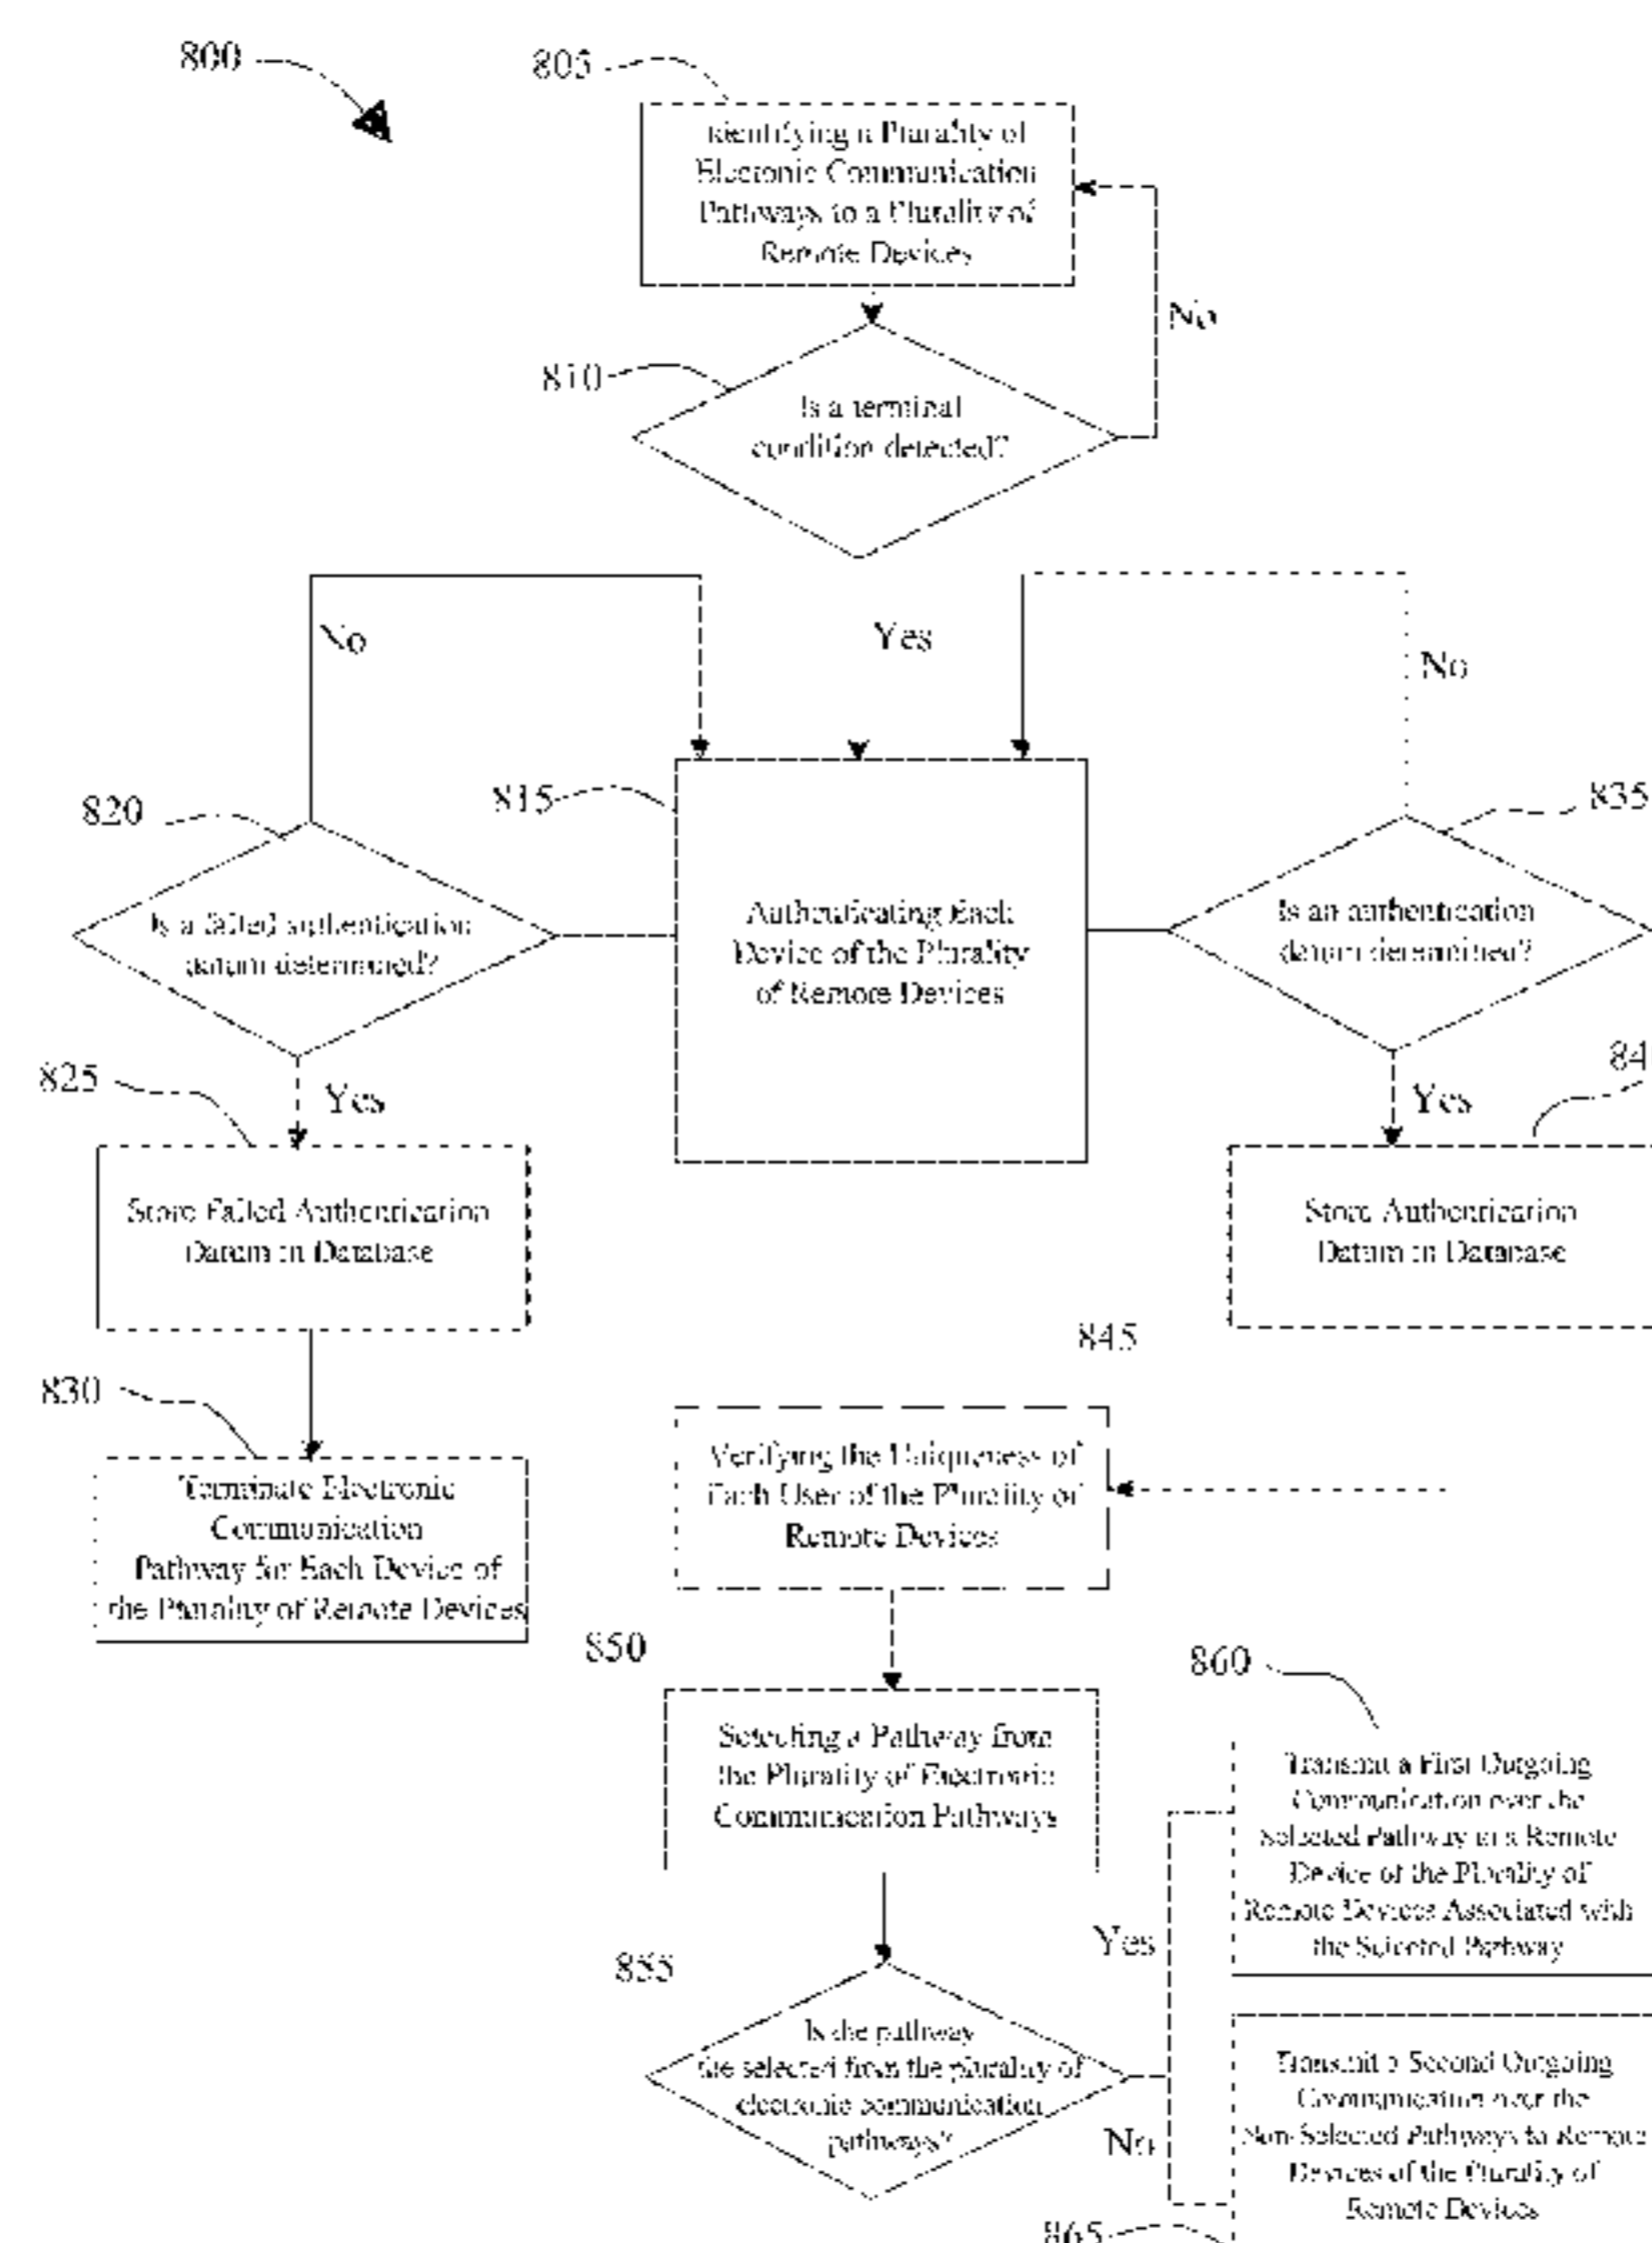 800
805
Identifying a Plurality of
Electonic Communication
Pathways to a Plurality of
Remote Devices
No
810
Is a terminal
condition detected?
No
Yes
No
820
815
835
Is a failed authentication
datum determined?
Authenticating Each
Device of the Plurality
of Remote Devices
Is an authentication
datum determined?
825
Yes
84
Yes
Store Failed Authentication
Datum in Database
Store Authentication
Datum in Database
845
830
Terminate Electronic
Communication
Pathway for Each Device of
the Plurality of Remote Devices
Verifying the Uniqueness of
Each User of the Plurality of
Remote Devices
850
860
Selecting a Pathway from
the Plurality of Electronic
Communication Pathways
Transmit a First Outgoing
Communication over the
Selected Pathway to a Remote
Device of the Plurality of
Remote Devices Associated with
the Selected Pathway
Yes
855
Is the pathway
the selected from the plurality of
electronic communication
pathways?
No
Transmit a Second Outgoing
Communication over the
Non-Selected Pathways to Remote
Devices of the Plurality of
Remote Devices
865